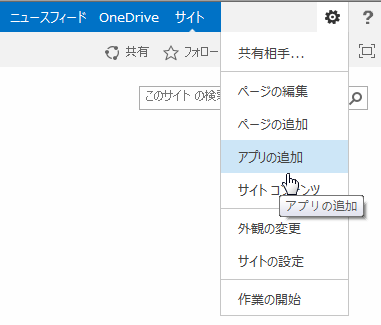 ニュースフィード OneDrive サイト ?
共有 フォロー
共有相手...
このサイト の検索
ページの編集
ページの追加
アプリの追加
サイト コンテンツ
アプリの追加
外観の変更
サイトの設定
作業の開始